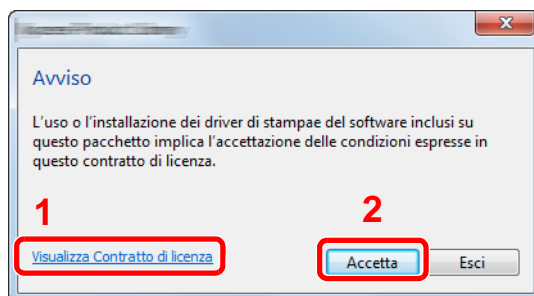 Avviso
L'uso o l'installazione dei driver di stampae del software inclusi su
questo pacchetto implica l'accettazione delle condizioni espresse in
questo contratto di licenza.
1
2
Visualizza Contratto di licenza
Accetta
Esci